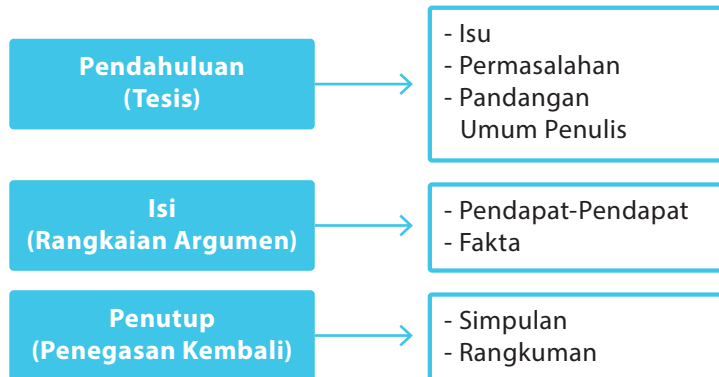 Pendahuluan
(Tesis)
- Isu
- Permasalahan
- Pandangan
Umum Penulis
Isi
(Rangkaian Argumen)
- Pendapat-Pendapat
- Fakta
Penutup
(Penegasan Kembali)
- Simpulan
- Rangkuman